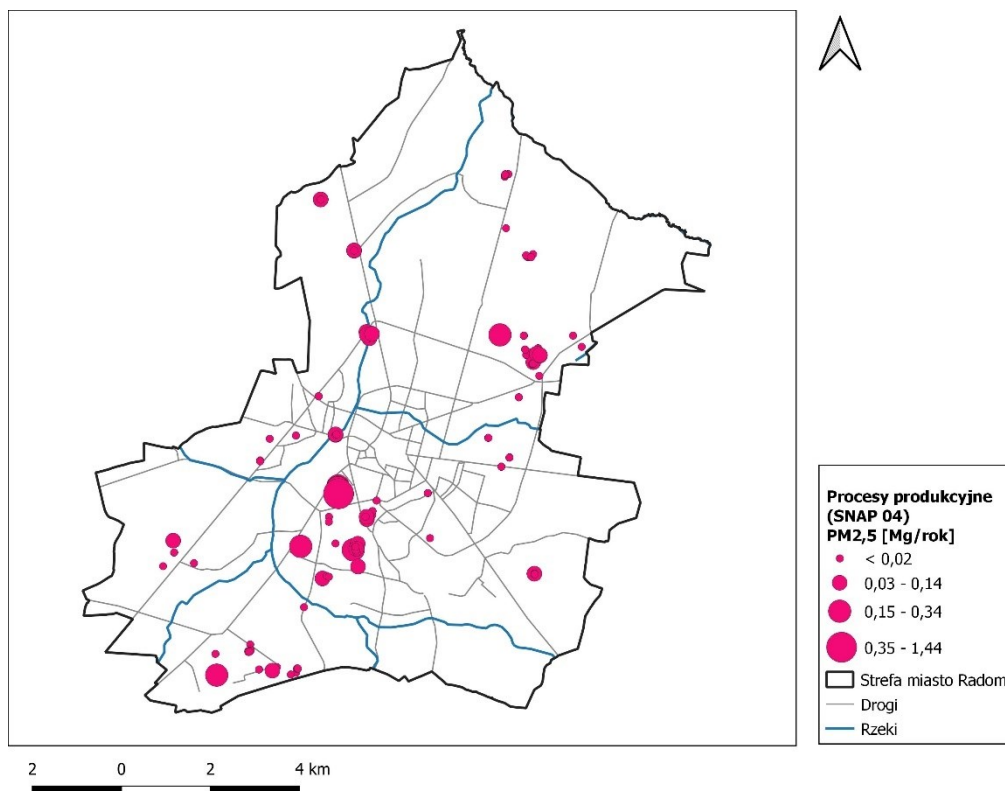 Procesy produkcyjne
(SNAP 04)
PM2,5 [Mg/rok]
< 0,02
0,03 - 0,14
0,15 - 0,34
0,35 - 1,44
Strefa miasto Radom
Drogi
Rzeki
2 0 2 4 km